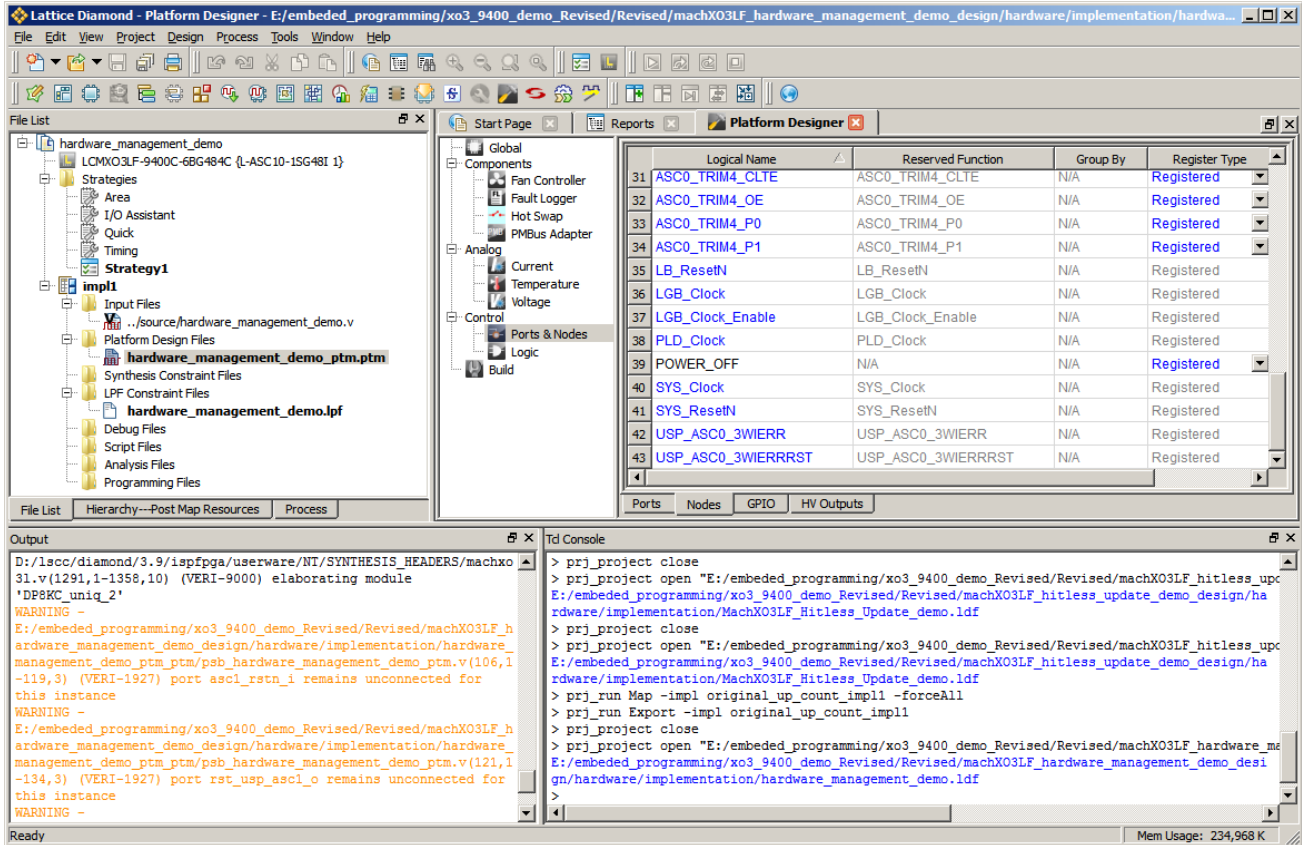 Lattice Diamond - Platform Designer - E:/embeded_programming/xo3_9400_demo_Revised/Revised/machXO3LF_hardware_management_demo_design/hardware/implementation/hardwa...
File Edit View Project Design Process Tools Window Help
File List
hardware_management_demo
LCMXO3LF-9400C-6BG484C {L-ASC10-1SG48I 1}
Strategies
Area
I/O Assistant
Quick
Timing
Strategy1
impl1
Input Files
../source/hardware_management_demo.v
Platform Design Files
hardware_management_demo_ptm.ptm
Synthesis Constraint Files
LPF Constraint Files
hardware_management_demo.lpf
Debug Files
Script Files
Analysis Files
Programming Files
File List Hierarchy---Post Map Resources Process
Start Page Reports Platform Designer
Global
Components
Fan Controller
Fault Logger
Hot Swap
PMBus Adapter
Analog
Current
Temperature
Voltage
Control
Ports & Nodes
Logic
Build
Logical Name Reserved Function Group By Register Type
31 ASC0_TRIM4_CLTE ASC0_TRIM4_CLTE N/A Registered
32 ASC0_TRIM4_OE ASC0_TRIM4_OE N/A Registered
33 ASC0_TRIM4_P0 ASC0_TRIM4_P0 N/A Registered
34 ASC0_TRIM4_P1 ASC0_TRIM4_P1 N/A Registered
35 LB_ResetN LB_ResetN N/A Registered
36 LGB_Clock LGB_Clock N/A Registered
37 LGB_Clock_Enable LGB_Clock_Enable N/A Registered
38 PLD_Clock PLD_Clock N/A Registered
39 POWER_OFF N/A N/A Registered
40 SYS_Clock SYS_Clock N/A Registered
41 SYS_ResetN SYS_ResetN N/A Registered
42 USP_ASC0_3WIERR USP_ASC0_3WIERR N/A Registered
43 USP_ASC0_3WIERRRST USP_ASC0_3WIERRRST N/A Registered
Ports Nodes GPIO HV Outputs
Output
D:/lscc/diamond/3.9/ispfpga/userware/NT/SYNTHESIS_HEADERS/machxo
3l.v(1291,1-1358,10) (VERI-9000) elaborating module
'DP8KC_uniq_2'
WARNING -
E:/embeded_programming/xo3_9400_demo_Revised/Revised/machXO3LF_h
ardware_management_demo_design/hardware/implementation/hardware_
management_demo_ptm_ptm/psb_hardware_management_demo_ptm.v(106,1
-119,3) (VERI-1927) port asc1_rstn_i remains unconnected for
this instance
WARNING -
E:/embeded_programming/xo3_9400_demo_Revised/Revised/machXO3LF_h
ardware_management_demo_design/hardware/implementation/hardware_
management_demo_ptm_ptm/psb_hardware_management_demo_ptm.v(121,1
-134,3) (VERI-1927) port rst_usp_asc1_o remains unconnected for
this instance
WARNING -
Tcl Console
> prj_project close
> prj_project open "E:/embeded_programming/xo3_9400_demo_Revised/Revised/machXO3LF_hitless_upd
E:/embeded_programming/xo3_9400_demo_Revised/Revised/machXO3LF_hitless_update_demo_design/ha
rdware/implementation/MachXO3LF_Hitless_Update_demo.ldf
> prj_project close
> prj_project open "E:/embeded_programming/xo3_9400_demo_Revised/Revised/machXO3LF_hitless_upd
E:/embeded_programming/xo3_9400_demo_Revised/Revised/machXO3LF_hitless_update_demo_design/ha
rdware/implementation/MachXO3LF_Hitless_Update_demo.ldf
> prj_run Map -impl original_up_count_impl1 -forceAll
> prj_run Export -impl original_up_count_impl1
> prj_project close
> prj_project open "E:/embeded_programming/xo3_9400_demo_Revised/Revised/machXO3LF_hardware_ma
E:/embeded_programming/xo3_9400_demo_Revised/Revised/machXO3LF_hardware_management_demo_desi
gn/hardware/implementation/hardware_management_demo.ldf
>
Ready
Mem Usage: 234,968 K